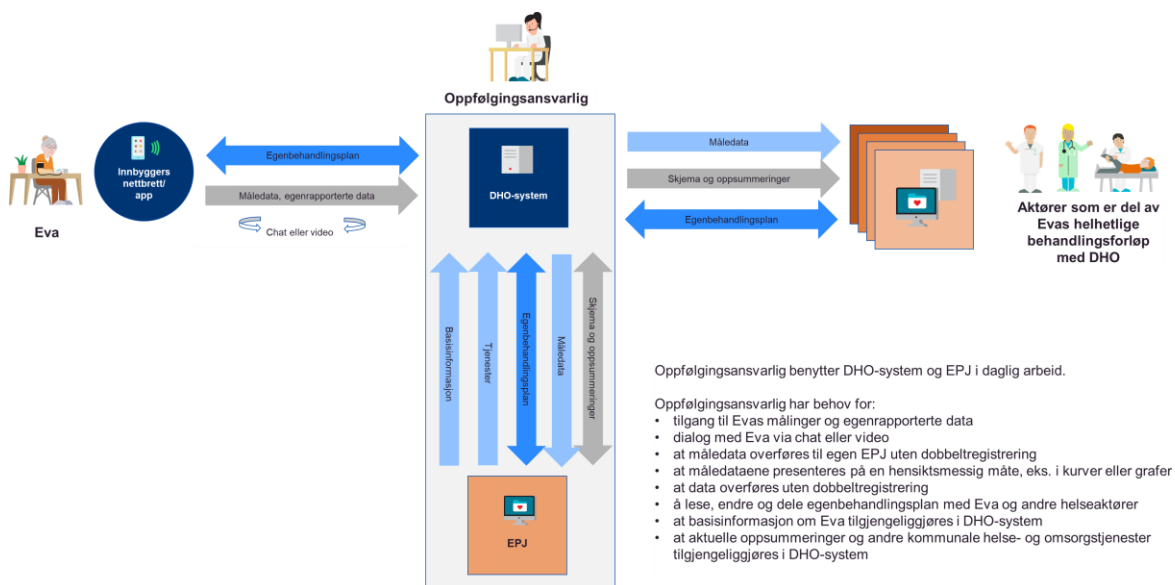 Oppfølgingsansvarlig
Eva
Innbyggers
nettbrett/
app
Egenbehandlingsplan
Måledata, egenrapporterte data
Chat eller video
DHO-system
Måledata
Skjema og oppsummeringer
Egenbehandlingsplan
Aktører som er del av
Evas helhetlige
behandlingsforløp
med DHO
Basisinformasjon
Tjenester
Egenbehandlingsplan
Måledata
Skjema og oppsummeringer
EPJ
Oppfølgingsansvarlig benytter DHO-system og EPJ i daglig arbeid.
Oppfølgingsansvarlig har behov for:
• tilgang til Evas målinger og egenrapporterte data
• dialog med Eva via chat eller video
• at måledata overføres til egen EPJ uten dobbeltregistrering
• at måledataene presenteres på en hensiktsmessig måte, eks. i kurver eller grafer
• at data overføres uten dobbeltregistrering
• å lese, endre og dele egenbehandlingsplan med Eva og andre helseaktører
• at basisinformasjon om Eva tilgjengeliggjøres i DHO-system
• at aktuelle oppsummeringer og andre kommunale helse- og omsorgstjenester
tilgjengeliggjøres i DHO-system